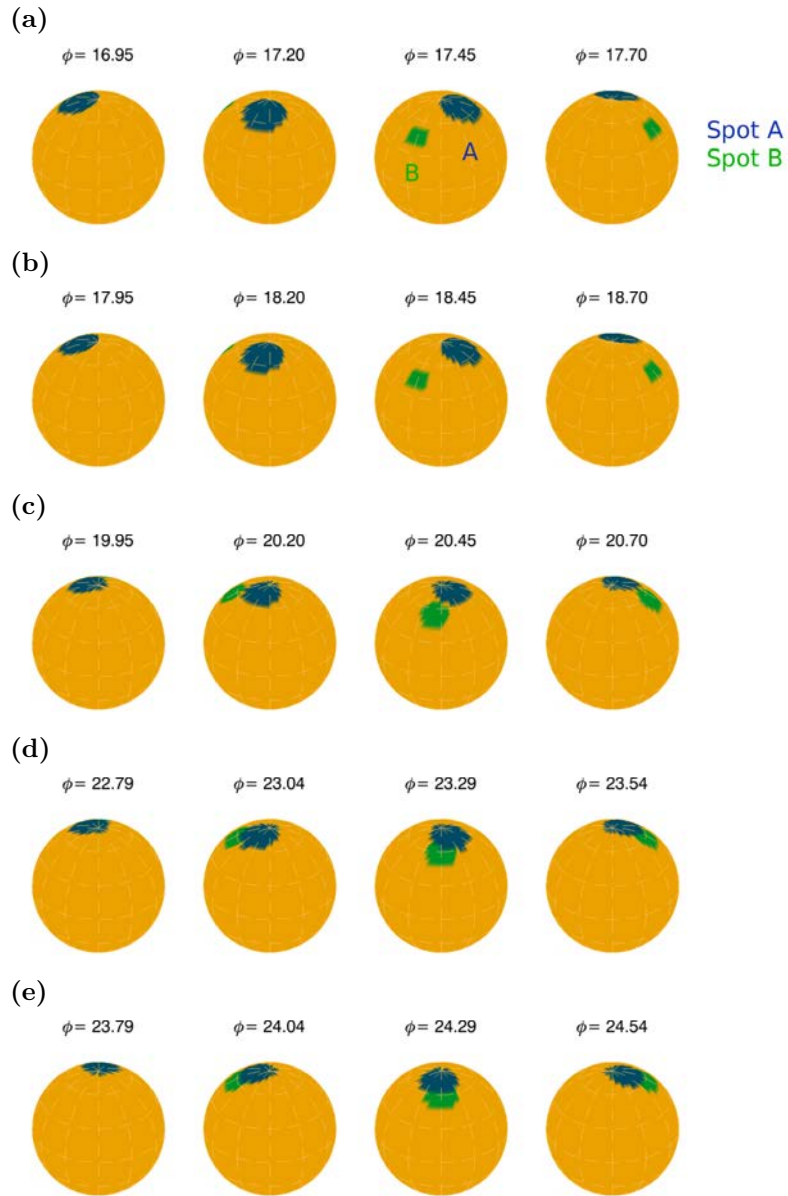 (a)
ϕ= 16.95 ϕ= 17.20 ϕ= 17.45 ϕ= 17.70
A
B
Spot A
Spot B
(b)
ϕ= 17.95 ϕ= 18.20 ϕ= 18.45 ϕ= 18.70
(c)
ϕ= 19.95 ϕ= 20.20 ϕ= 20.45 ϕ= 20.70
(d)
ϕ= 22.79 ϕ= 23.04 ϕ= 23.29 ϕ= 23.54
(e)
ϕ= 23.79 ϕ= 24.04 ϕ= 24.29 ϕ= 24.54